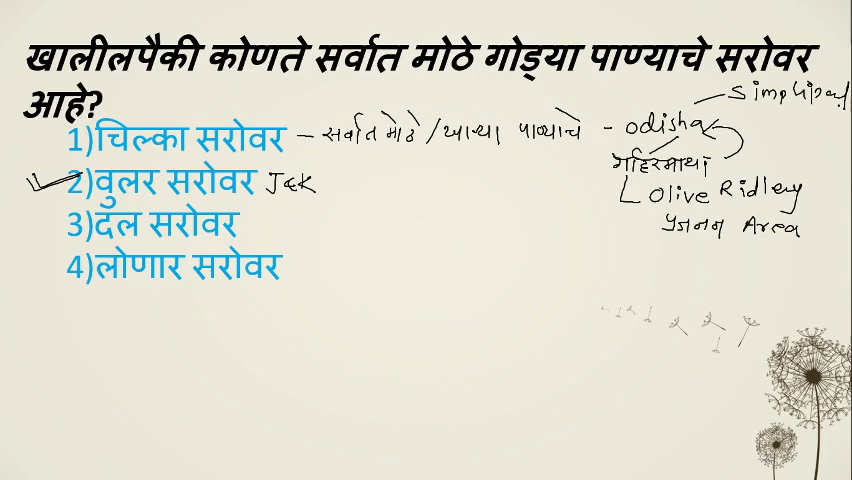 खालीलपैकी कोणते सर्वात मोठे गोड्या पाण्याचे सरोवर
आहे?
simplipal
1)चिल्का सरोवर – सर्वात मोठे / खाऱ्या पाण्याचे – odisha
गहिरमाथा
2)वुलर सरोवर J&K
Olive Ridley
3)दल सरोवर
प्रजनन Area
4)लोणार सरोवर